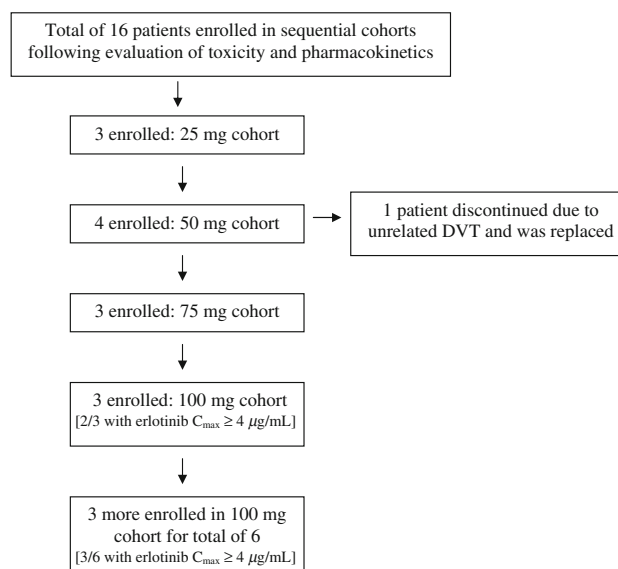 Total of 16 patients enrolled in sequential cohorts
following evaluation of toxicity and pharmacokinetics
3 enrolled: 25 mg cohort
4 enrolled: 50 mg cohort
1 patient discontinued due to
unrelated DVT and was replaced
3 enrolled: 75 mg cohort
3 enrolled: 100 mg cohort
[2/3 with erlotinib Cmax ≥ 4 μg/mL]
3 more enrolled in 100 mg
cohort for total of 6
[3/6 with erlotinib Cmax ≥ 4 μg/mL]